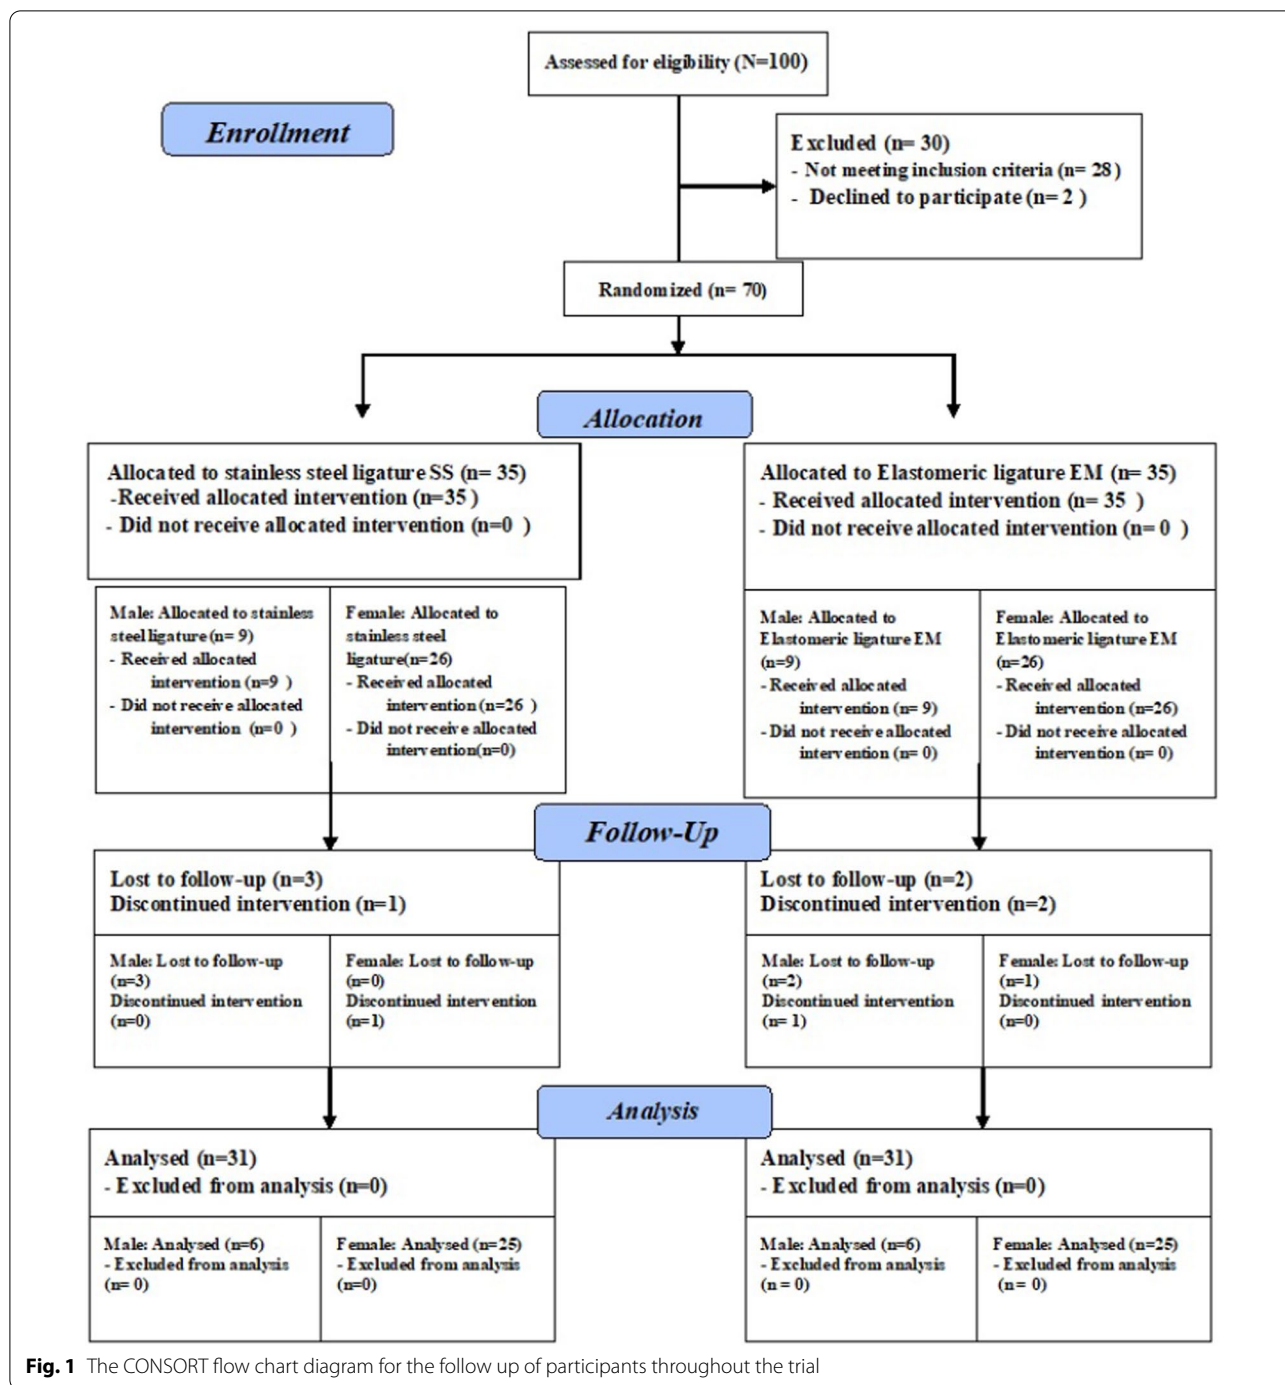 Assessed for eligibility (N=100)
Enrollment
Excluded (n= 30)
- Not meeting inclusion criteria (n= 28)
- Declined to participate (n= 2 )
Randomized (n= 70)
Allocation
Allocated to stainless steel ligature SS (n= 35)
-Received allocated intervention (n=35 )
- Did not receive allocated intervention (n=0 )
Allocated to Elastomeric ligature EM (n= 35)
- Received allocated intervention (n= 35 )
- Did not receive allocated intervention (n= 0 )
Male: Allocated to stainless
steel ligature (n= 9)
- Received allocated
intervention (n=9 )
- Did not receive allocated
intervention (n=0 )
Female: Allocated to
stainless steel
ligature(n=26)
- Received allocated
intervention (n=26 )
- Did not receive allocated
intervention(n=0)
Male: Allocated to
Elastomeric ligature EM
(n=9)
- Received allocated
intervention (n= 9)
- Did not receive allocated
intervention (n= 0)
Female: Allocated to
Elastomeric ligature EM
(n=26)
- Received allocated
intervention (n=26)
- Did not receive allocated
intervention (n= 0)
Follow-Up
Lost to follow-up (n=3)
Discontinued intervention (n=1)
Lost to follow-up (n=2)
Discontinued intervention (n=2)
Male: Lost to follow-up
(n=3)
Discontinued intervention
(n=0)
Female: Lost to follow-up
(n=0)
Discontinued intervention
(n=1)
Male: Lost to follow-up
(n=2)
Discontinued intervention
(n= 1)
Female: Lost to follow-up
(n=1)
Discontinued intervention
(n=0)
Analysis
Analysed (n=31)
- Excluded from analysis (n=0)
Analysed (n=31)
- Excluded from analysis (n=0)
Male: Analysed (n=6)
- Excluded from analysis
(n= 0)
Female: Analysed (n=25)
- Excluded from analysis
(n=0)
Male: Analysed (n=6)
- Excluded from analysis
(n = 0)
Female: Analysed (n=25)
- Excluded from analysis
(n = 0)
Fig. 1 The CONSORT flow chart diagram for the follow up of participants throughout the trial